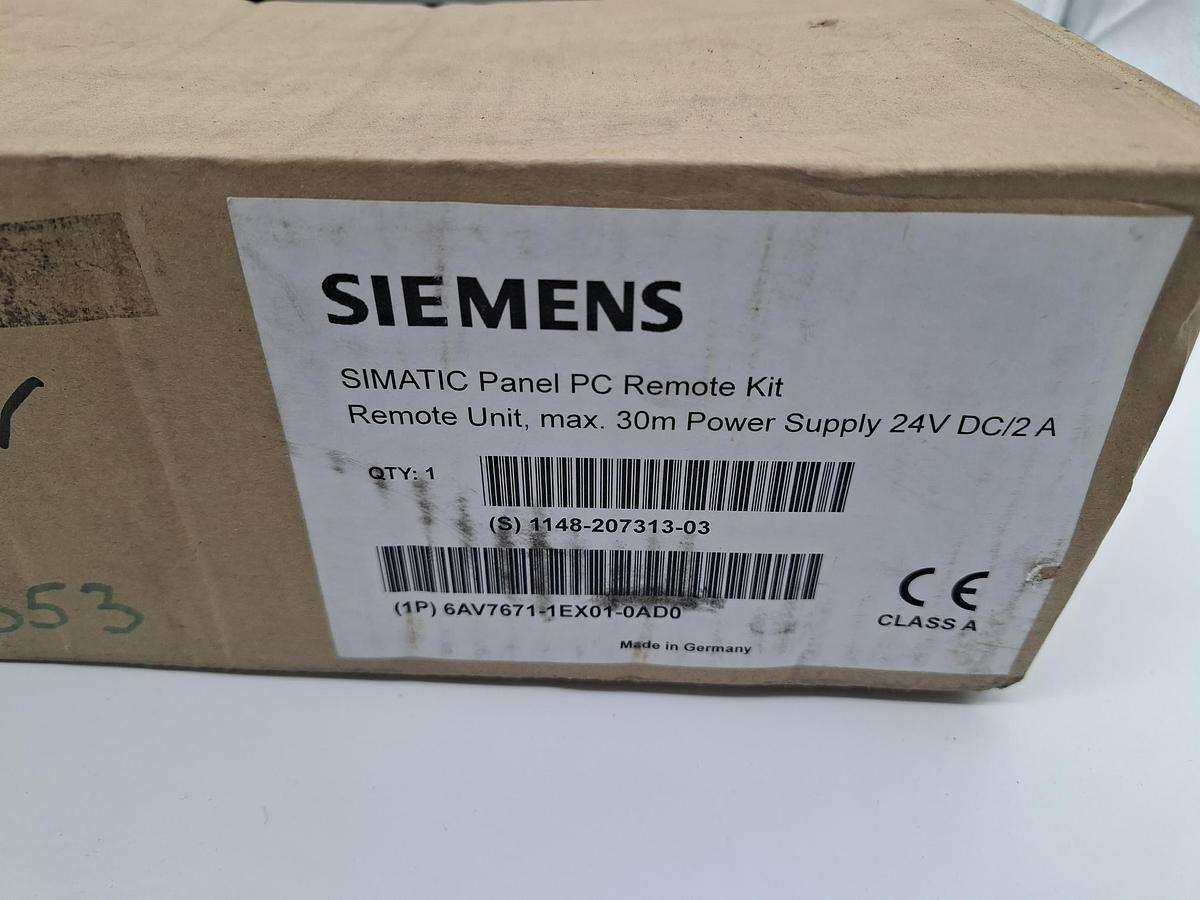 SIEMENS
SIMATIC Panel PC Remote Kit
Remote Unit, max. 30m Power Supply 24V DC/2 A
QTY: 1
(S) 1148-207313-03
(1P) 6AV7671-1EX01-0AD0
CE
CLASS A
Made in Germany
53